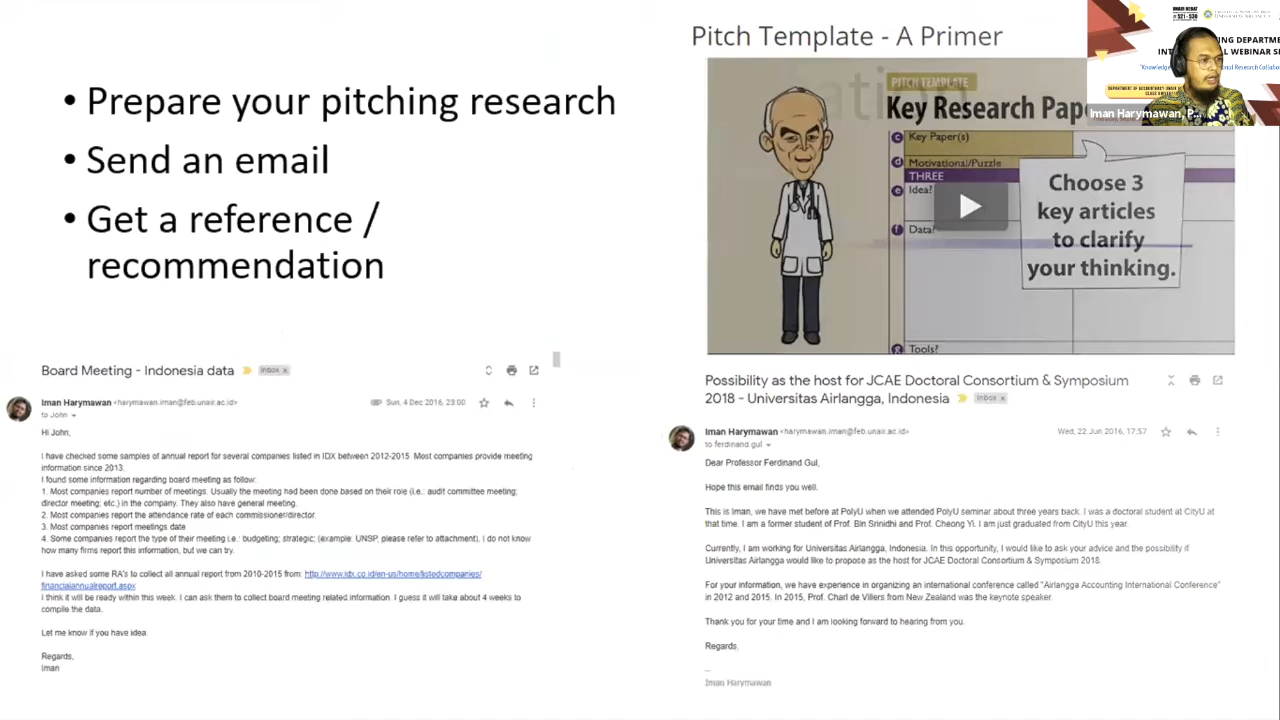 • Prepare your pitching research
• Send an email
• Get a reference /
recommendation
Pitch Template - A Primer
PITCH TEMPLATE
Key Research Pape
c Key Paper(s)
d Motivational/Puzzle
THREE
e Idea?
f Data?
g Tools?
Choose 3
key articles
to clarify
your thinking.
#321 - 330
NG DEPARTM
INT L WEBINAR SE
"Knowledge onal Research Collabo
Iman Harymawan, P...
Board Meeting - Indonesia data Inbox x
Iman Harymawan <harymawan.iman@feb.unair.ac.id> Sun, 4 Dec 2016, 23:00
to John
Hi John,
I have checked some samples of annual report for several companies listed in IDX between 2012-2015 Most companies provide meeting
information since 2013.
I found some information regarding board meeting as follow:
1. Most companies report number of meetings. Usually the meeting had been done based on their role (i.e.: audit committee meeting;
director meeting; etc.) in the company. They also have general meeting.
2. Most companies report the attendance rate of each commissioner/director.
3. Most companies report meetings date
4. Some companies report the type of their meeting i.e.: budgeting; strategic; (example: UNSP, please refer to attachment). I do not know
how many firms report this information, but we can try.
I have asked some RA's to collect all annual report from 2010-2015 from: http://www.idx.co.id/en-us/home/listedcompanies/
financialannualreport.aspx
I think it will be ready within this week. I can ask them to collect board meeting related information. I guess it will take about 4 weeks to
compile the data.
Let me know if you have idea.
Regards,
Iman
Possibility as the host for JCAE Doctoral Consortium & Symposium
2018 - Universitas Airlangga, Indonesia Inbox x
Iman Harymawan <harymawan.iman@feb.unair.ac.id> Wed, 22 Jun 2016, 17:57
to ferdinand.gul
Dear Professor Ferdinand Gul,
Hope this email finds you well.
This is Iman, we have met before at PolyU when we attended PolyU seminar about three years back. I was a doctoral student at CityU at
that time. I am a former student of Prof. Bin Srinidhi and Prof. Cheong Yi. I am just graduated from CityU this year.
Currently, I am working for Universitas Airlangga, Indonesia. In this opportunity, I would like to ask your advice and the possibility if
Universitas Airlangga would like to propose as the host for JCAE Doctoral Consortium & Symposium 2018.
For your information, we have experience in organizing an international conference called "Airlangga Accounting International Conference"
in 2012 and 2015. In 2015, Prof. Charl de Villers from New Zealand was the keynote speaker.
Thank you for your time and I am looking forward to hearing from you.
Regards,
--
Iman Harymawan